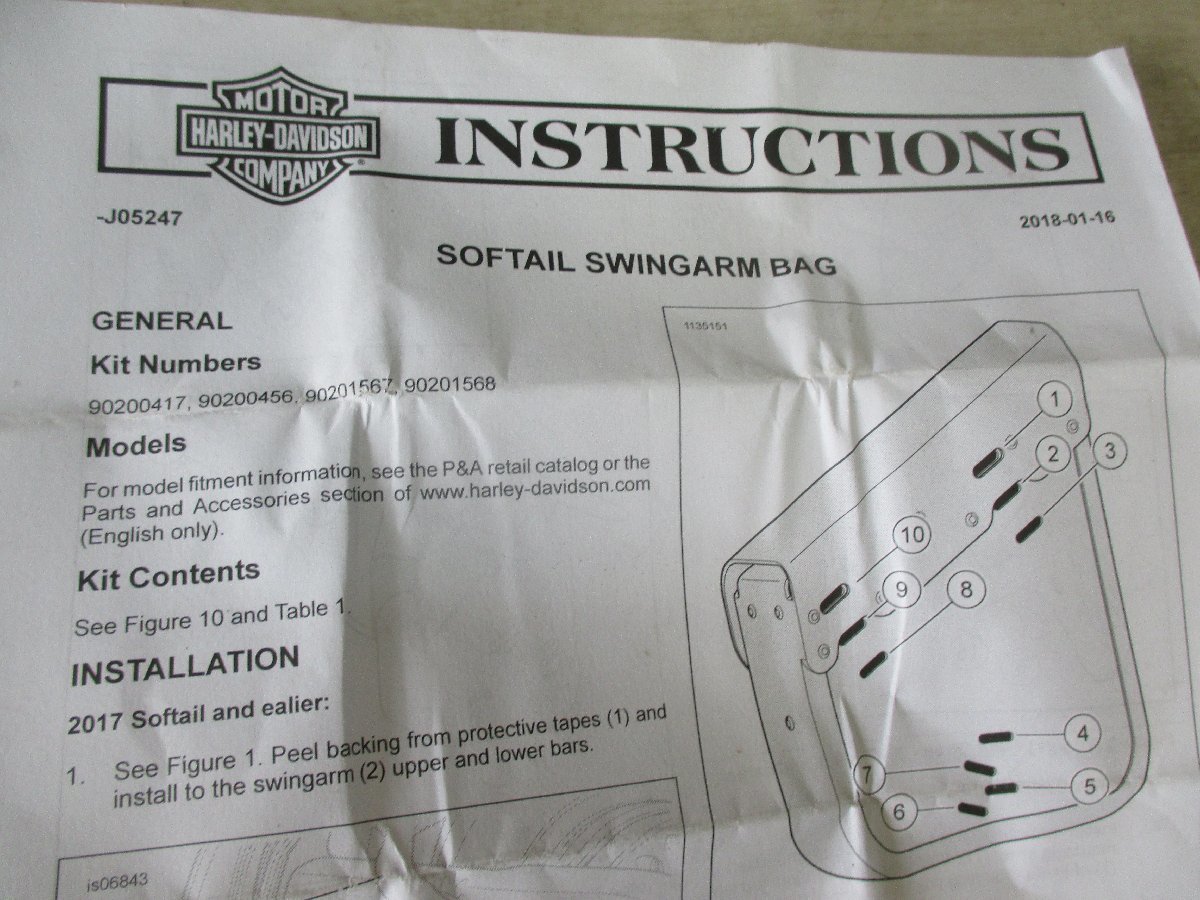 MOTOR
HARLEY-DAVIDSON
COMPANY
®
INSTRUCTIONS
-J05247
2018-01-16
SOFTAIL SWINGARM BAG
GENERAL
Kit Numbers
90200417, 90200456, 90201567, 90201568
Models
For model fitment information, see the P&A retail catalog or the
Parts and Accessories section of www.harley-davidson.com
(English only).
Kit Contents
See Figure 10 and Table 1.
INSTALLATION
2017 Softail and ealier:
1. See Figure 1. Peel backing from protective tapes (1) and
install to the swingarm (2) upper and lower bars.
is06843
1135151
1
2
3
10
9
8
4
7
5
6